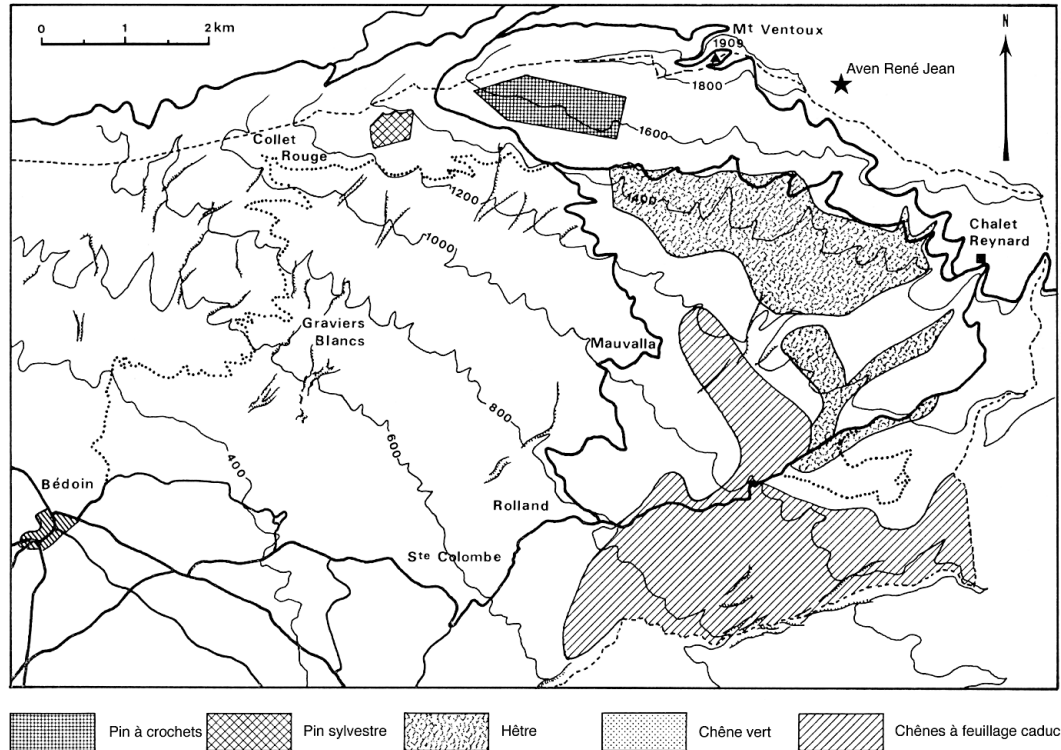 0 1 2 km
Mt Ventoux
1909
N
Aven René Jean
1800
1600
Collet
Rouge
1200
1400
1000
Chalet
Reynard
Graviers
Blancs
Mauvalla
800
600
400
Bédoin
Rolland
Ste Colombe
Pin à crochets
Pin sylvestre
Hêtre
Chêne vert
Chênes à feuillage caduc